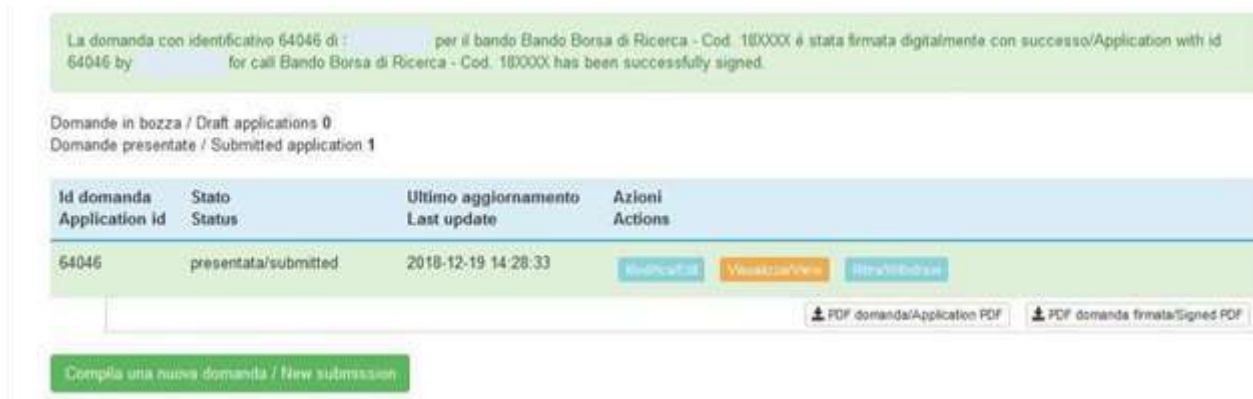 La domanda con identificativo 64046 di : per il bando Bando Borsa di Ricerca - Cod. 18XXXX é stata firmata digitalmente con successo/Application with id
64046 by for call Bando Borsa di Ricerca - Cod. 18XXXX has been successfully signed.
Domande in bozza / Draft applications 0
Domande presentate / Submitted application 1
Id domanda Stato Ultimo aggiornamento Azioni
Application id Status Last update Actions
64046 presentata/submitted 2018-12-19 14:28:33 Modifica/Edit Visualizza/View Ritira/Withdraw
PDF domanda/Application PDF PDF domanda firmata/Signed PDF
Compila una nuova domanda / New submission